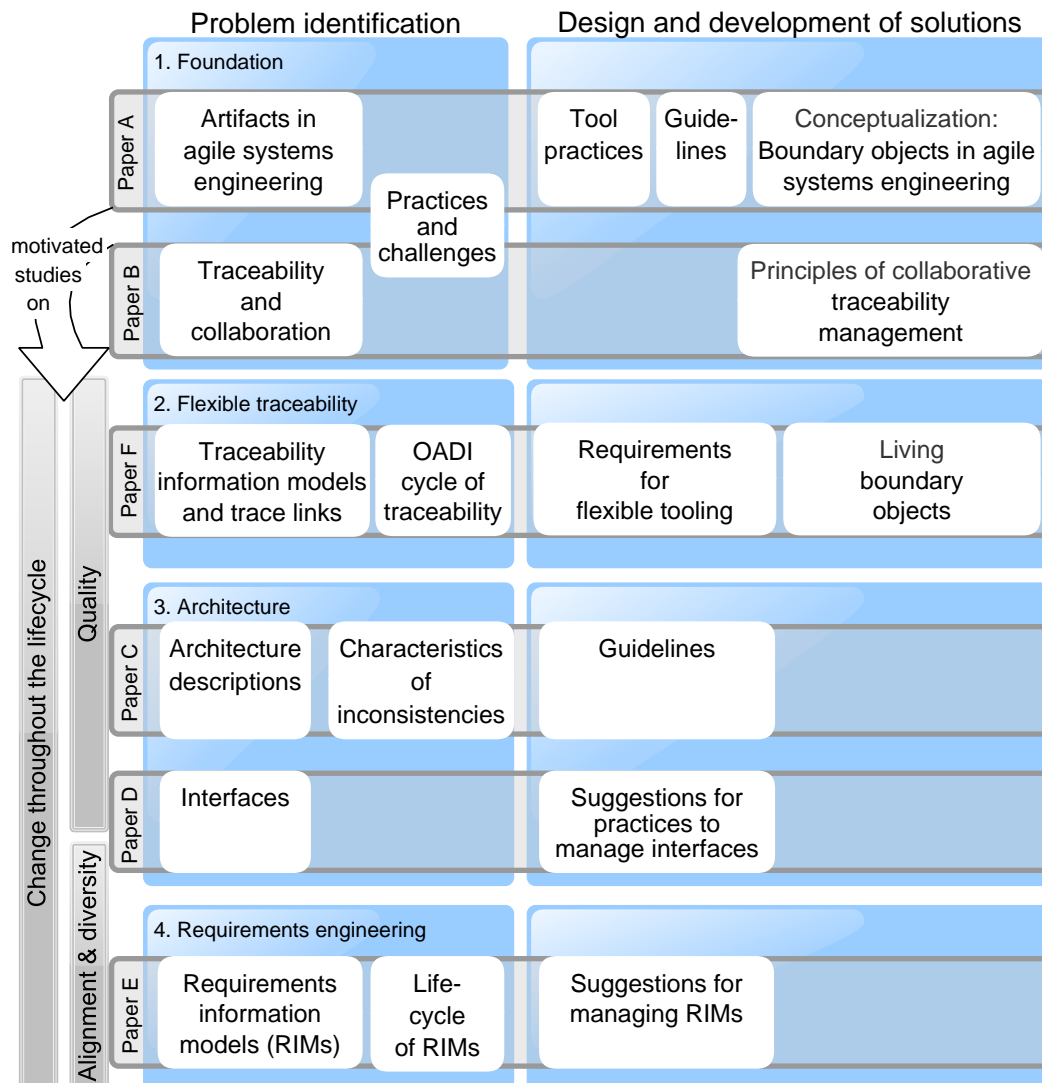 Problem identification
Design and development of solutions
1. Foundation
Paper A
Artifacts in
agile systems
engineering
Practices
and
challenges
Tool
practices
Guide-
lines
Conceptualization:
Boundary objects in agile
systems engineering
motivated
studies
on
Paper B
Traceability
and
collaboration
Principles of collaborative
traceability
management
Change throughout the lifecycle
Quality
Alignment & diversity
2. Flexible traceability
Paper F
Traceability
information models
and trace links
OADI
cycle of
traceability
Requirements
for
flexible tooling
Living
boundary
objects
3. Architecture
Paper C
Architecture
descriptions
Characteristics
of
inconsistencies
Guidelines
Paper D
Interfaces
Suggestions for
practices to
manage interfaces
4. Requirements engineering
Paper E
Requirements
information
models (RIMs)
Life-
cycle
of RIMs
Suggestions for
managing RIMs